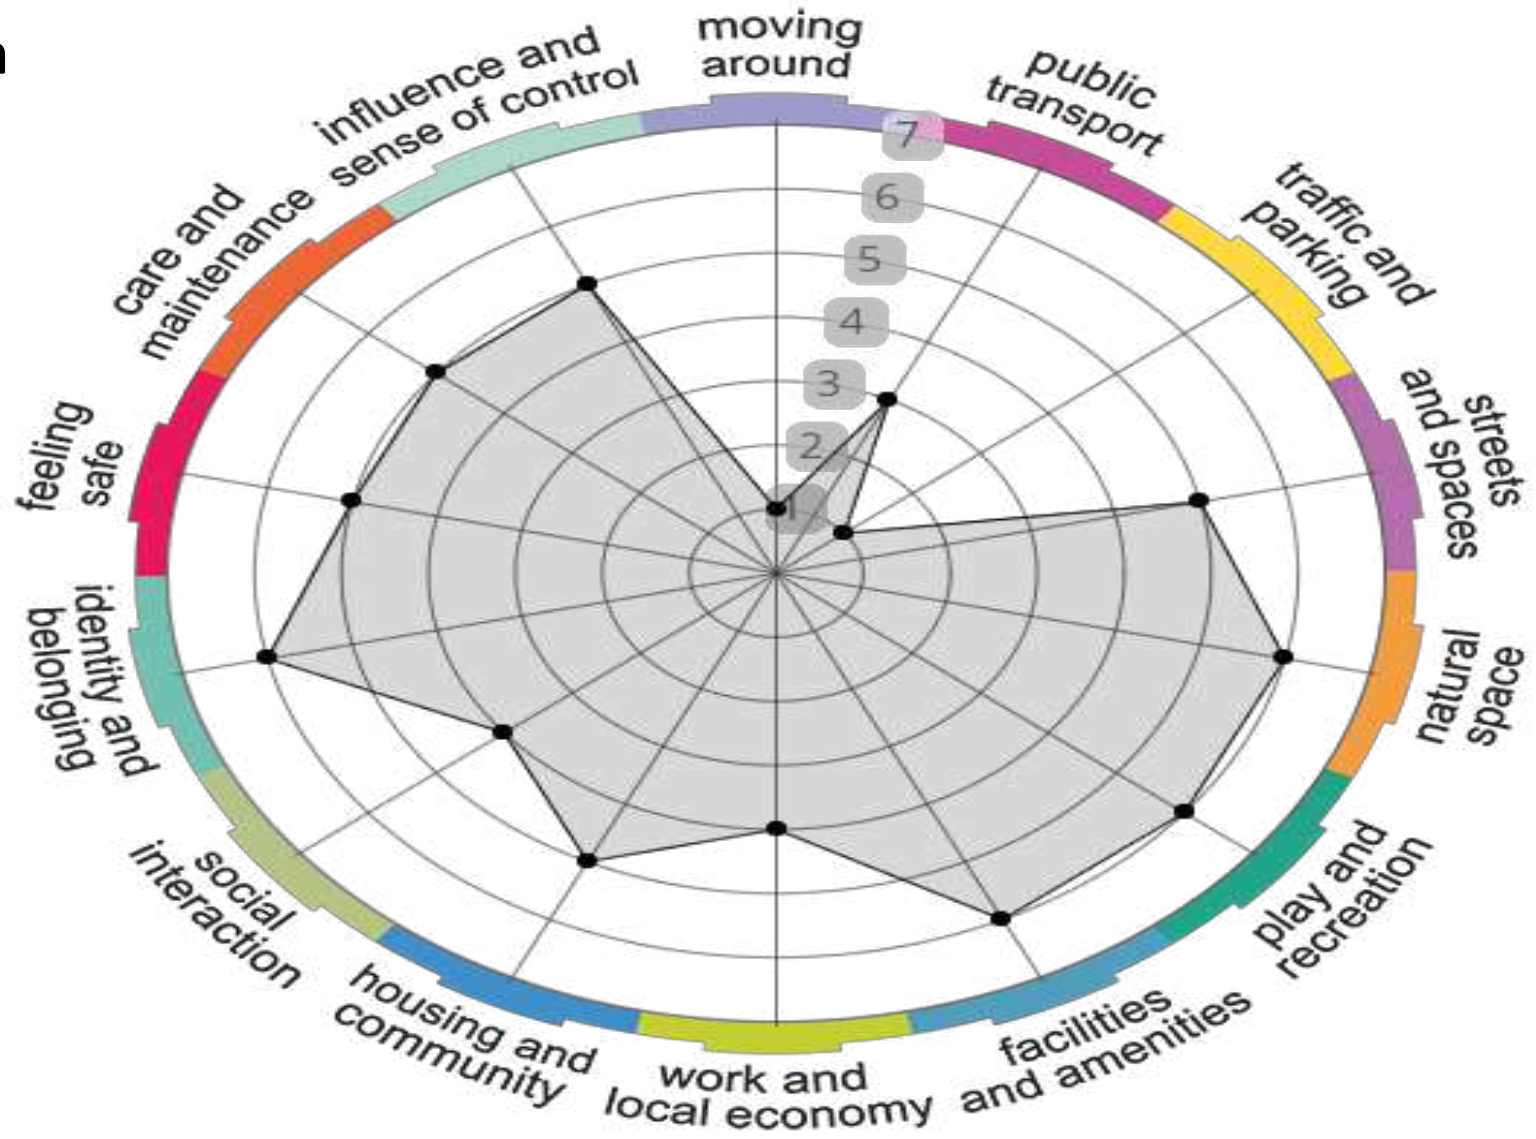 moving
around
public
transport
traffic and
parking
streets
and spaces
natural
space
play and
recreation
facilities
and amenities
work and
local economy
housing and
community
social
interaction
identity and
belonging
feeling
safe
care and
maintenance
influence and
sense of control
7
6
5
4
3
2
1